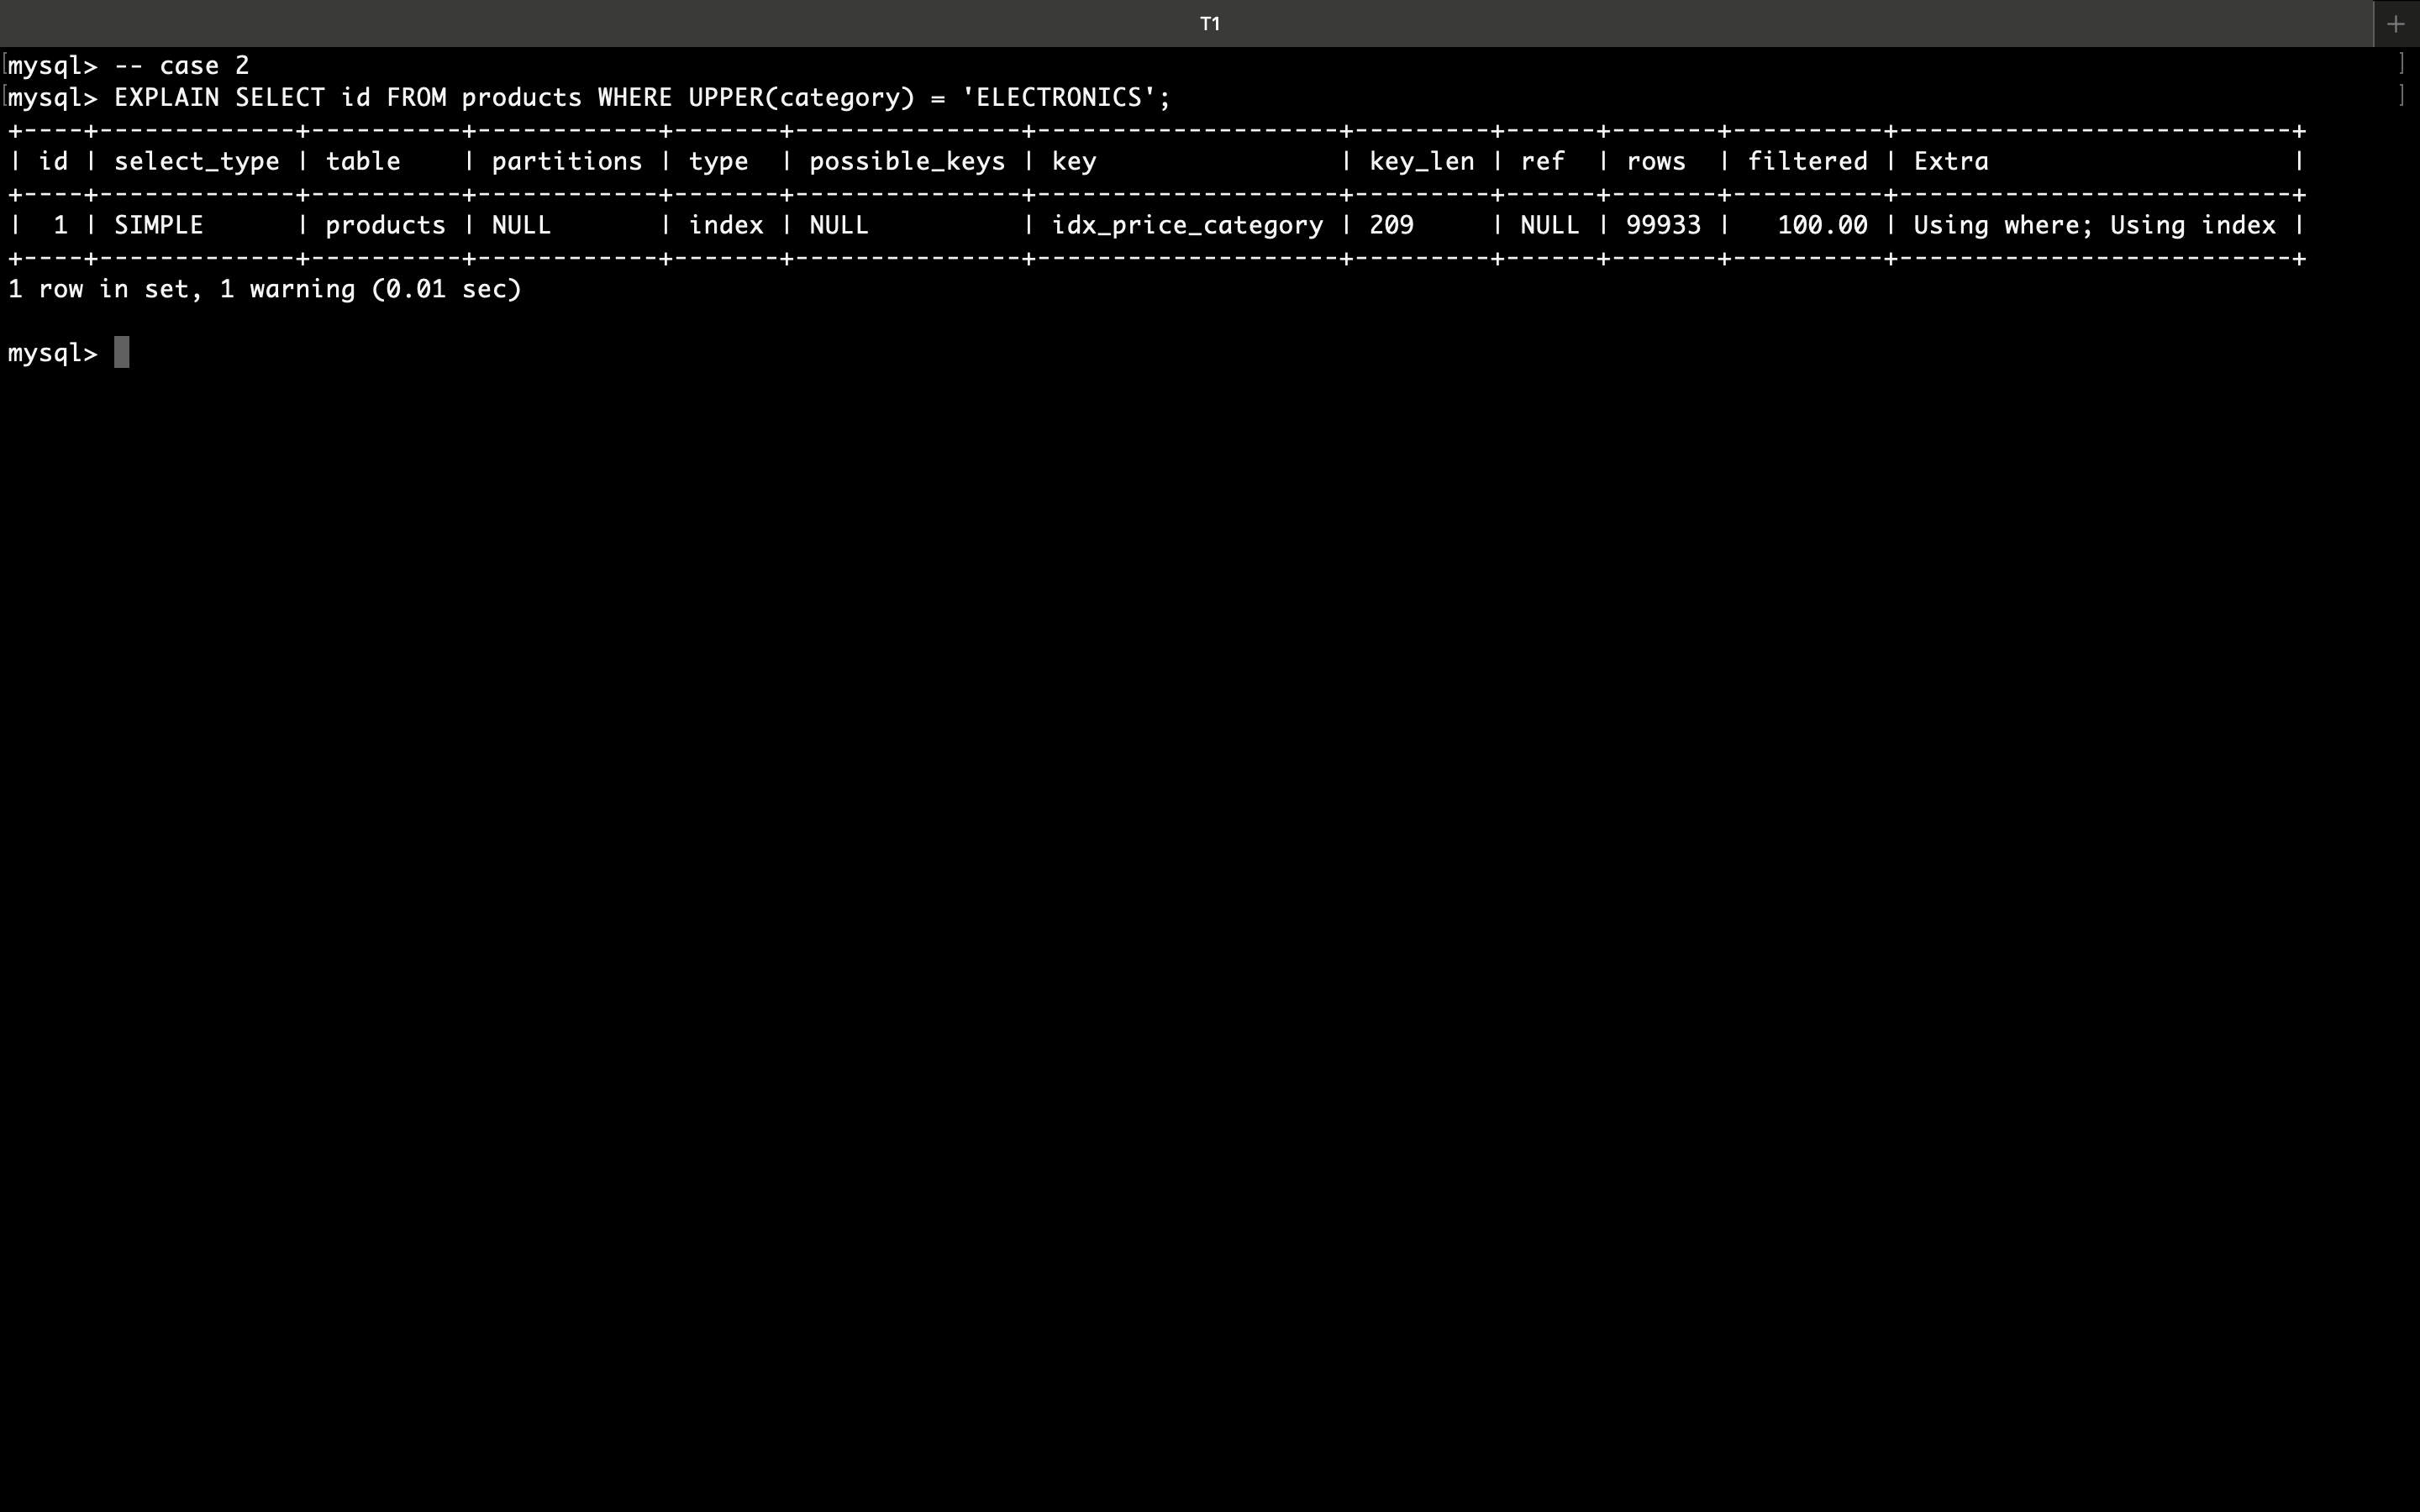 T1
mysql> -- case 2
mysql> EXPLAIN SELECT id FROM products WHERE UPPER(category) = 'ELECTRONICS';
+----+-------------+----------+------------+-------+---------------+--------------------+---------+------+-------+----------+--------------------------+
| id | select_type | table    | partitions | type  | possible_keys | key                | key_len | ref  | rows  | filtered | Extra                    |
+----+-------------+----------+------------+-------+---------------+--------------------+---------+------+-------+----------+--------------------------+
|  1 | SIMPLE      | products | NULL       | index | NULL          | idx_price_category | 209     | NULL | 99933 |   100.00 | Using where; Using index |
+----+-------------+----------+------------+-------+---------------+--------------------+---------+------+-------+----------+--------------------------+
1 row in set, 1 warning (0.01 sec)
mysql>